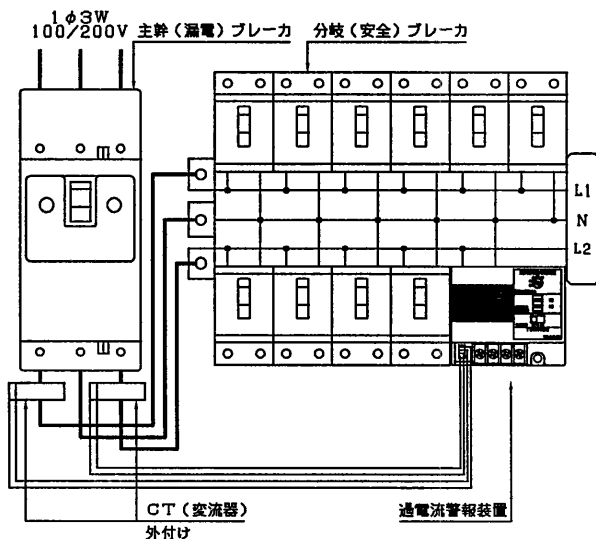 1φ3W
100/200V
主幹(漏電)ブレーカ
分岐(安全)ブレーカ
L1
N
L2
CT(変流器)
外付け
過電流警報装置